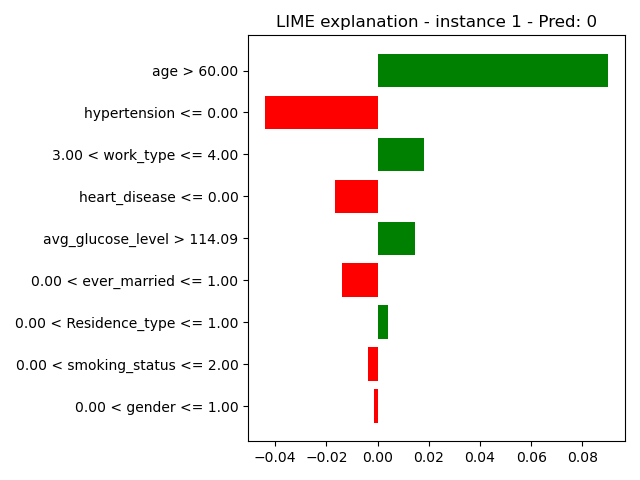 LIME explanation - instance 1 - Pred: 0
age > 60.00
hypertension <= 0.00
3.00 < work_type <= 4.00
heart_disease <= 0.00
avg_glucose_level > 114.09
0.00 < ever_married <= 1.00
0.00 < Residence_type <= 1.00
0.00 < smoking_status <= 2.00
0.00 < gender <= 1.00
−0.04 −0.02 0.00 0.02 0.04 0.06 0.08